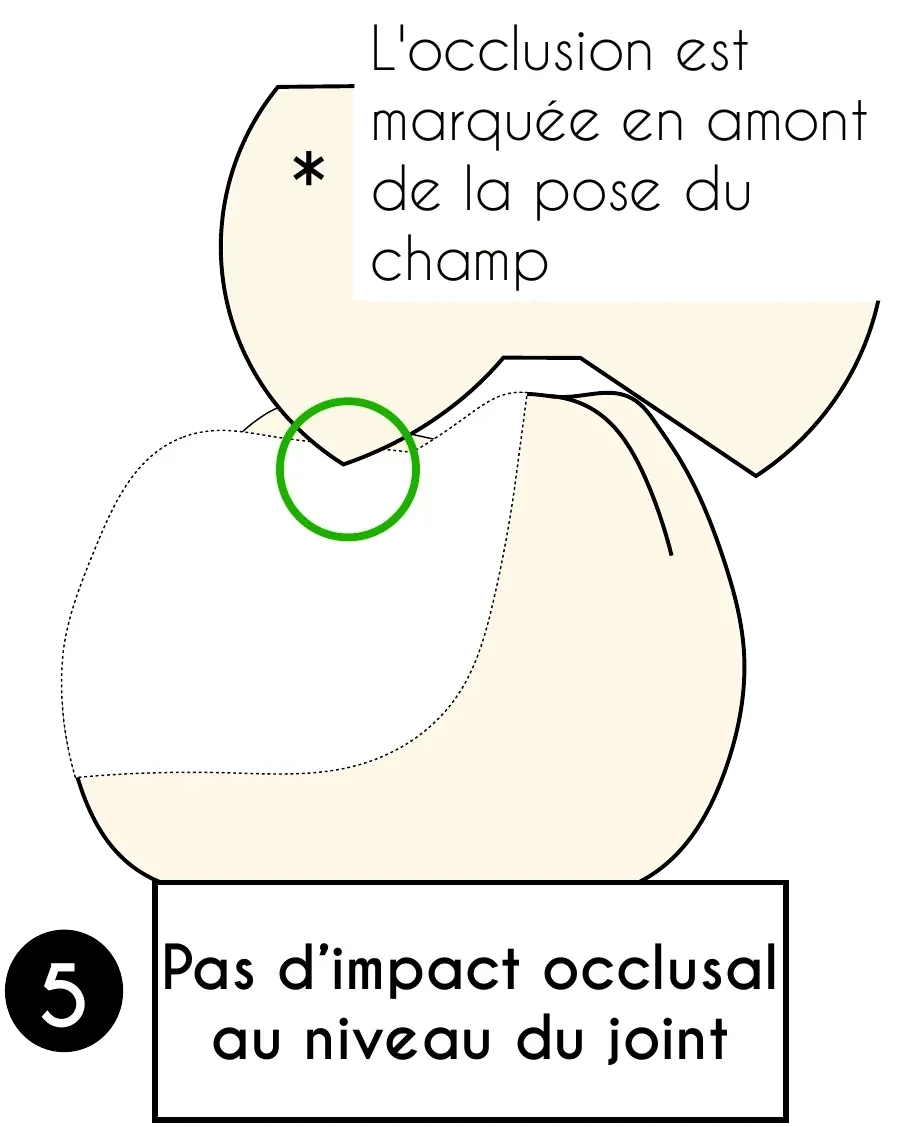 L'occlusion est
marquée en amont
de la pose du
champ
*
5
Pas d’impact occlusal
au niveau du joint